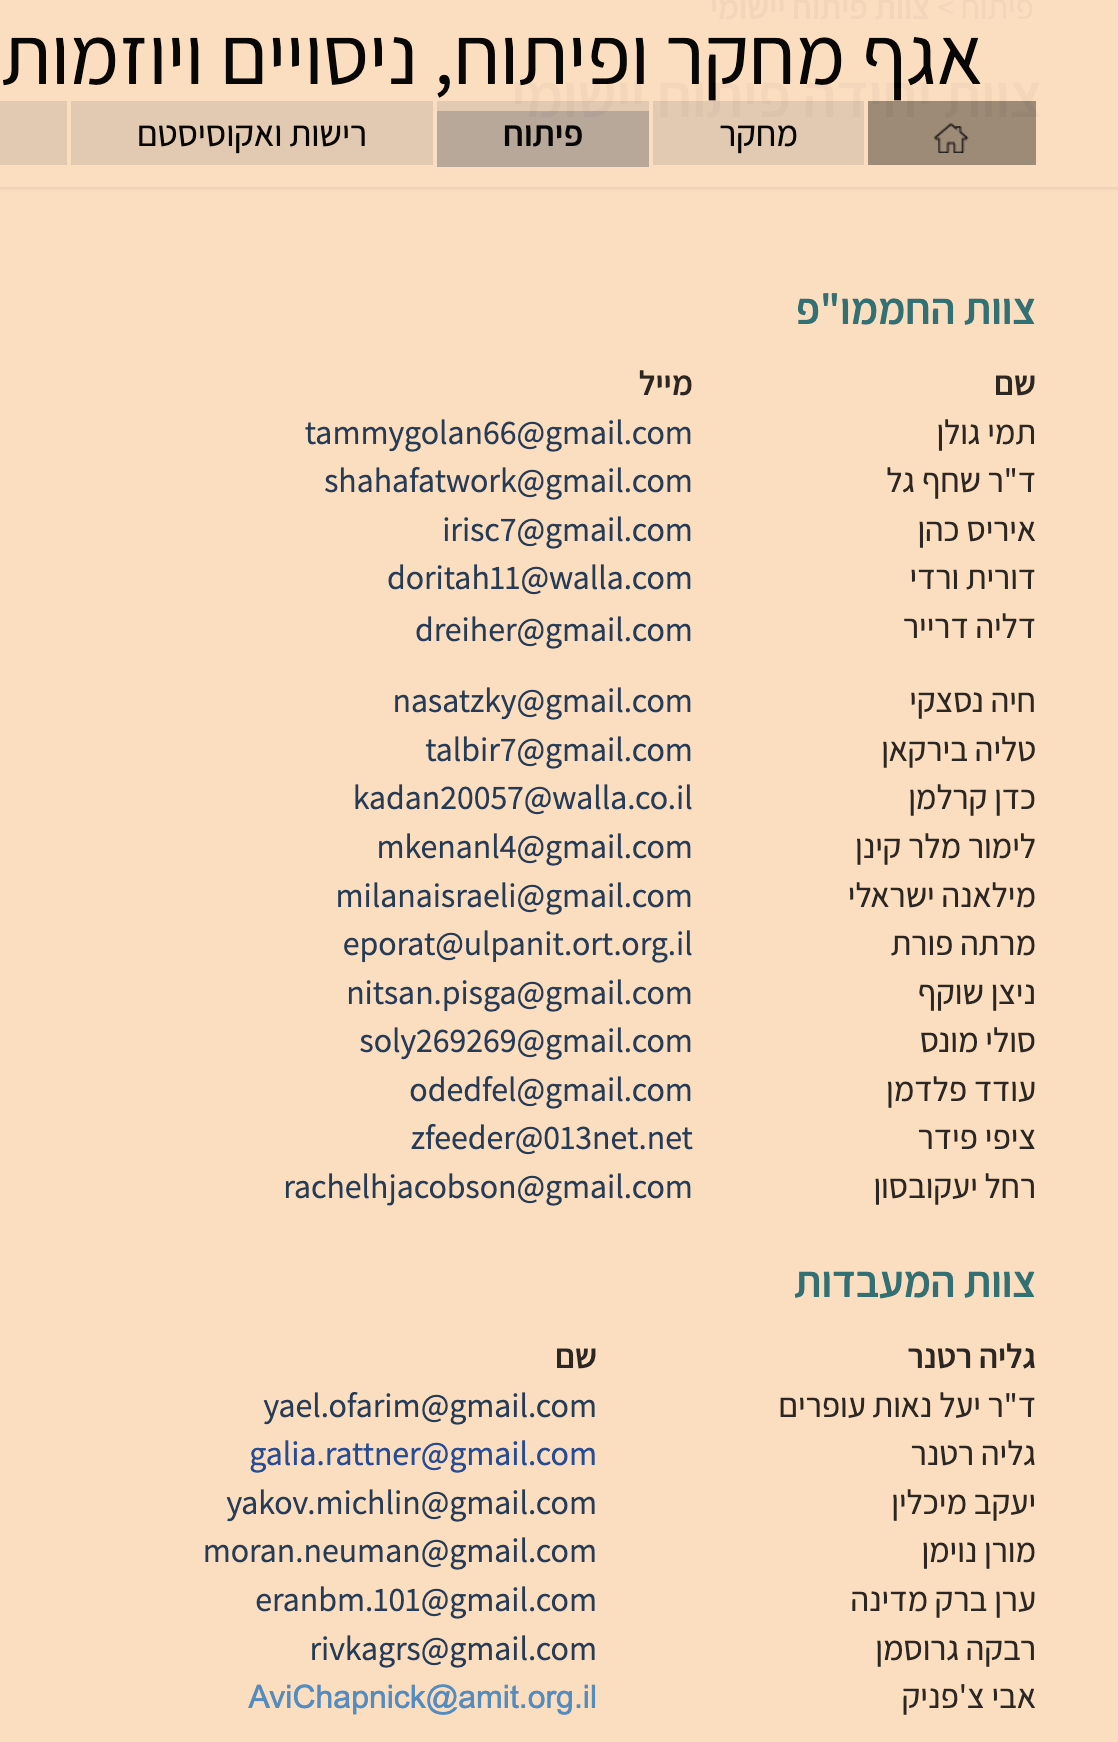 פיתוח > צוות פיתוח יישומי
אגף מחקר ופיתוח, ניסויים ויוזמות
צוות יחידה פיתוח יישומי
מחקר פיתוח רישות ואקוסיסטם
צוות החממו"פ
שם מייל
תמי גולן tammygolan66@gmail.com
ד"ר שחף גל shahafatwork@gmail.com
איריס כהן irisc7@gmail.com
דורית ורדי doritah11@walla.com
דליה דרייר dreiher@gmail.com
חיה נסצקי nasatzky@gmail.com
טליה בירקאן talbir7@gmail.com
כדן קרלמן kadan20057@walla.co.il
לימור מלר קינן mkenanl4@gmail.com
מילאנה ישראלי milanaisraeli@gmail.com
מרתה פורת eporat@ulpanit.ort.org.il
ניצן שוקף nitsan.pisga@gmail.com
סולי מונס soly269269@gmail.com
עודד פלדמן odedfel@gmail.com
ציפי פידר zfeeder@013net.net
רחל יעקובסון rachelhjacobson@gmail.com
צוות המעבדות
גליה רטנר שם
ד"ר יעל נאות עופרים yael.ofarim@gmail.com
גליה רטנר galia.rattner@gmail.com
יעקב מיכלין yakov.michlin@gmail.com
מורן נוימן moran.neuman@gmail.com
ערן ברק מדינה eranbm.101@gmail.com
רבקה גרוסמן rivkagrs@gmail.com
אבי צ'פניק AviChapnick@amit.org.il